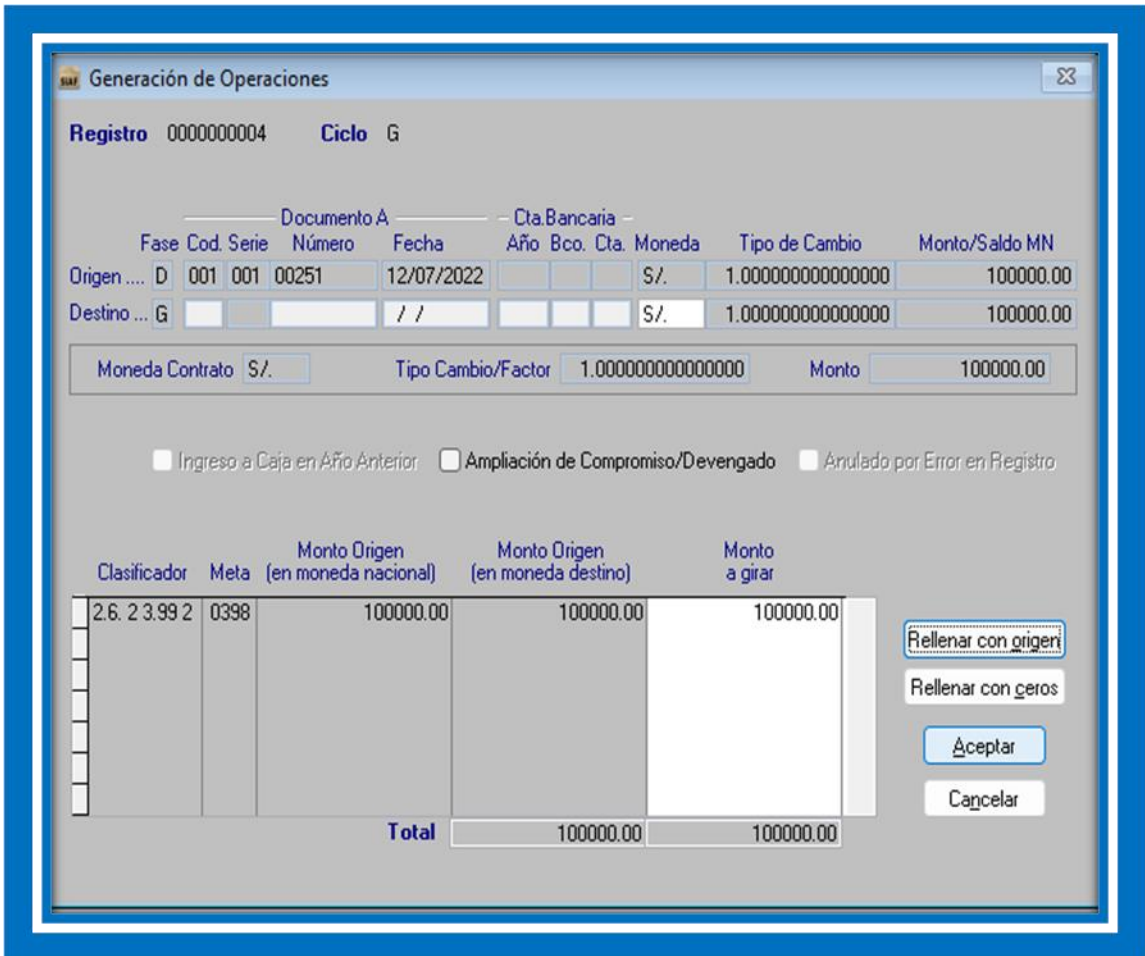 SIAF Generación de Operaciones
Registro 0000000004 Ciclo G
Documento A Cta.Bancaria
Fase Cod. Serie Número Fecha Año Bco. Cta. Moneda Tipo de Cambio Monto/Saldo MN
Origen .... D 001 001 00251 12/07/2022 S/. 1.000000000000000 100000.00
Destino ... G / / S/. 1.000000000000000 100000.00
Moneda Contrato S/. Tipo Cambio/Factor 1.000000000000000 Monto 100000.00
Ingreso a Caja en Año Anterior Ampliación de Compromiso/Devengado Anulado por Error en Registro
Monto Origen Monto Origen Monto
Clasificador Meta (en moneda nacional) (en moneda destino) a girar
2.6. 2 3.99 2 0398 100000.00 100000.00 100000.00
Rellenar con origen
Rellenar con ceros
Aceptar
Cancelar
Total 100000.00 100000.00